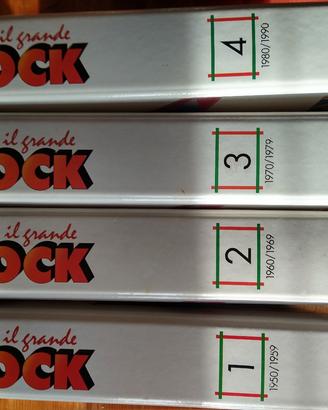 il grande
OCK
4
1980/1990
il grande
OCK
3
1970/1979
il grande
OCK
2
1960/1969
il grande
OCK
1
1950/1959